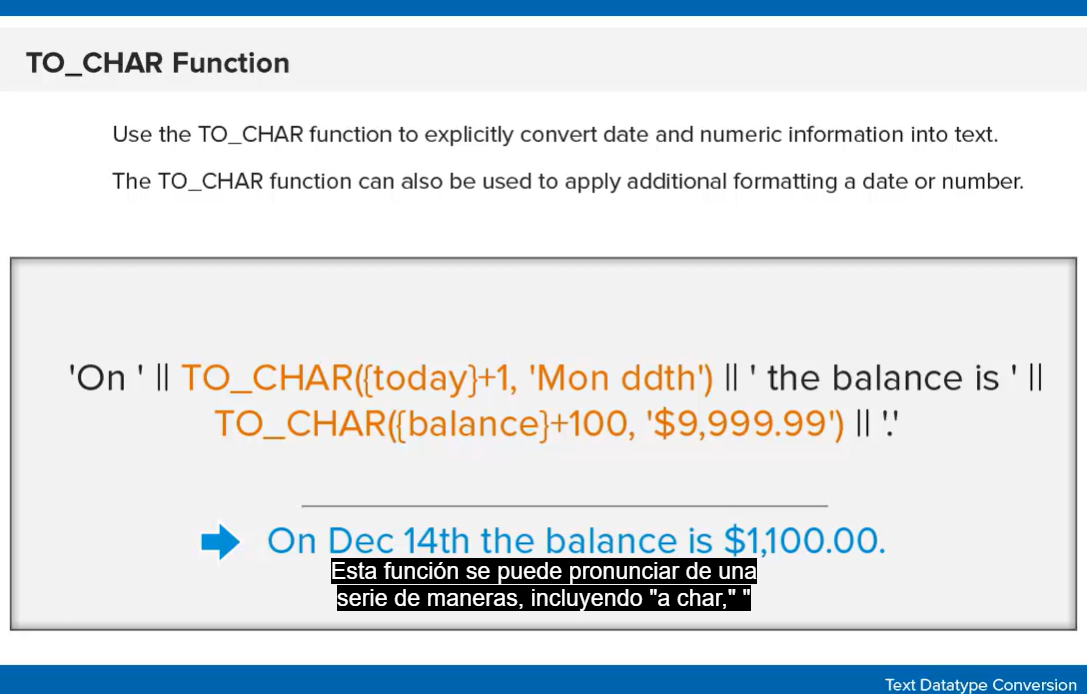 TO_CHAR Function
Use the TO_CHAR function to explicitly convert date and numeric information into text.
The TO_CHAR function can also be used to apply additional formatting a date or number.
'On ' || TO_CHAR({today}+1, 'Mon ddth') || ' the balance is ' ||
TO_CHAR({balance}+100, '$9,999.99') || '.'
On Dec 14th the balance is $1,100.00.
Esta función se puede pronunciar de una
serie de maneras, incluyendo "a char," "
Text Datatype Conversion